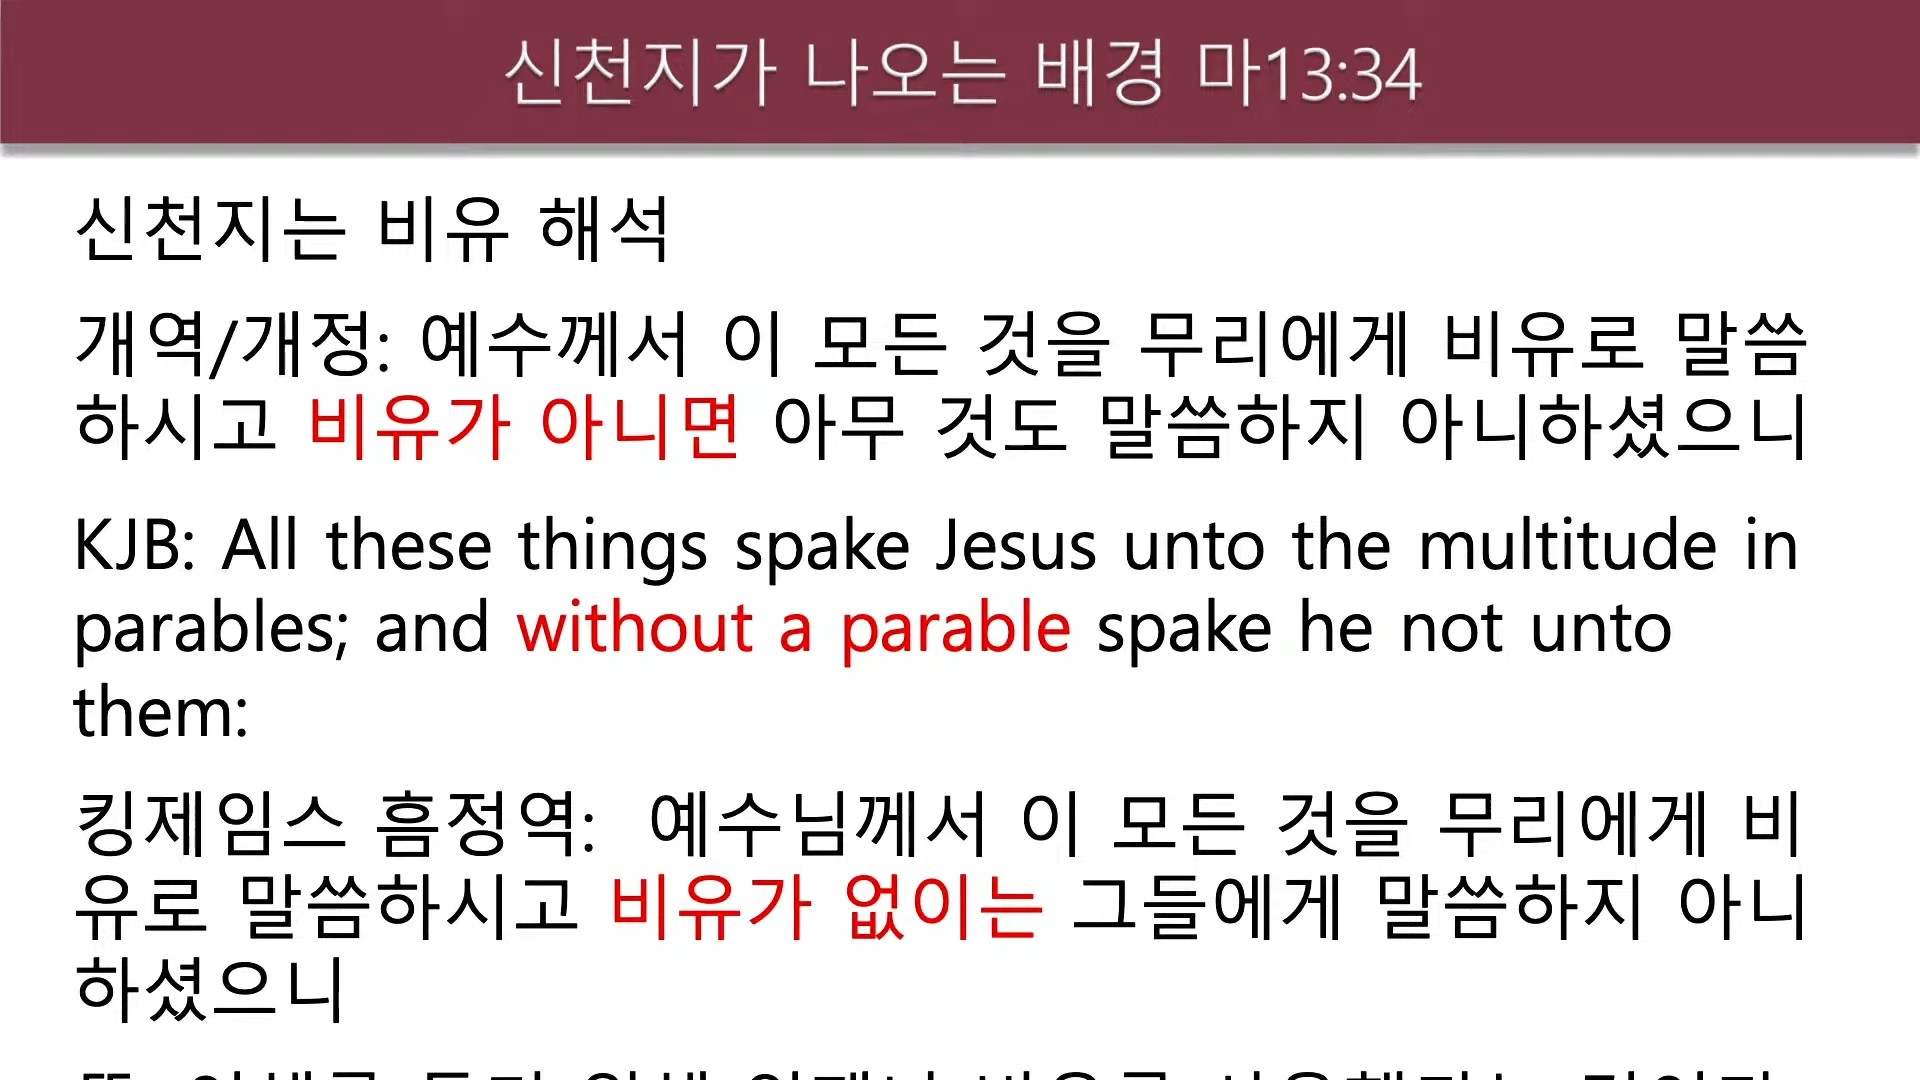 신천지가 나오는 배경 마13:34
신천지는 비유 해석
개역/개정: 예수께서 이 모든 것을 무리에게 비유로 말씀
하시고 비유가 아니면 아무 것도 말씀하지 아니하셨으니
KJB: All these things spake Jesus unto the multitude in
parables; and without a parable spake he not unto
them:
킹제임스 흠정역: 예수님께서 이 모든 것을 무리에게 비
유로 말씀하시고 비유가 없이는 그들에게 말씀하지 아니
하셨으니